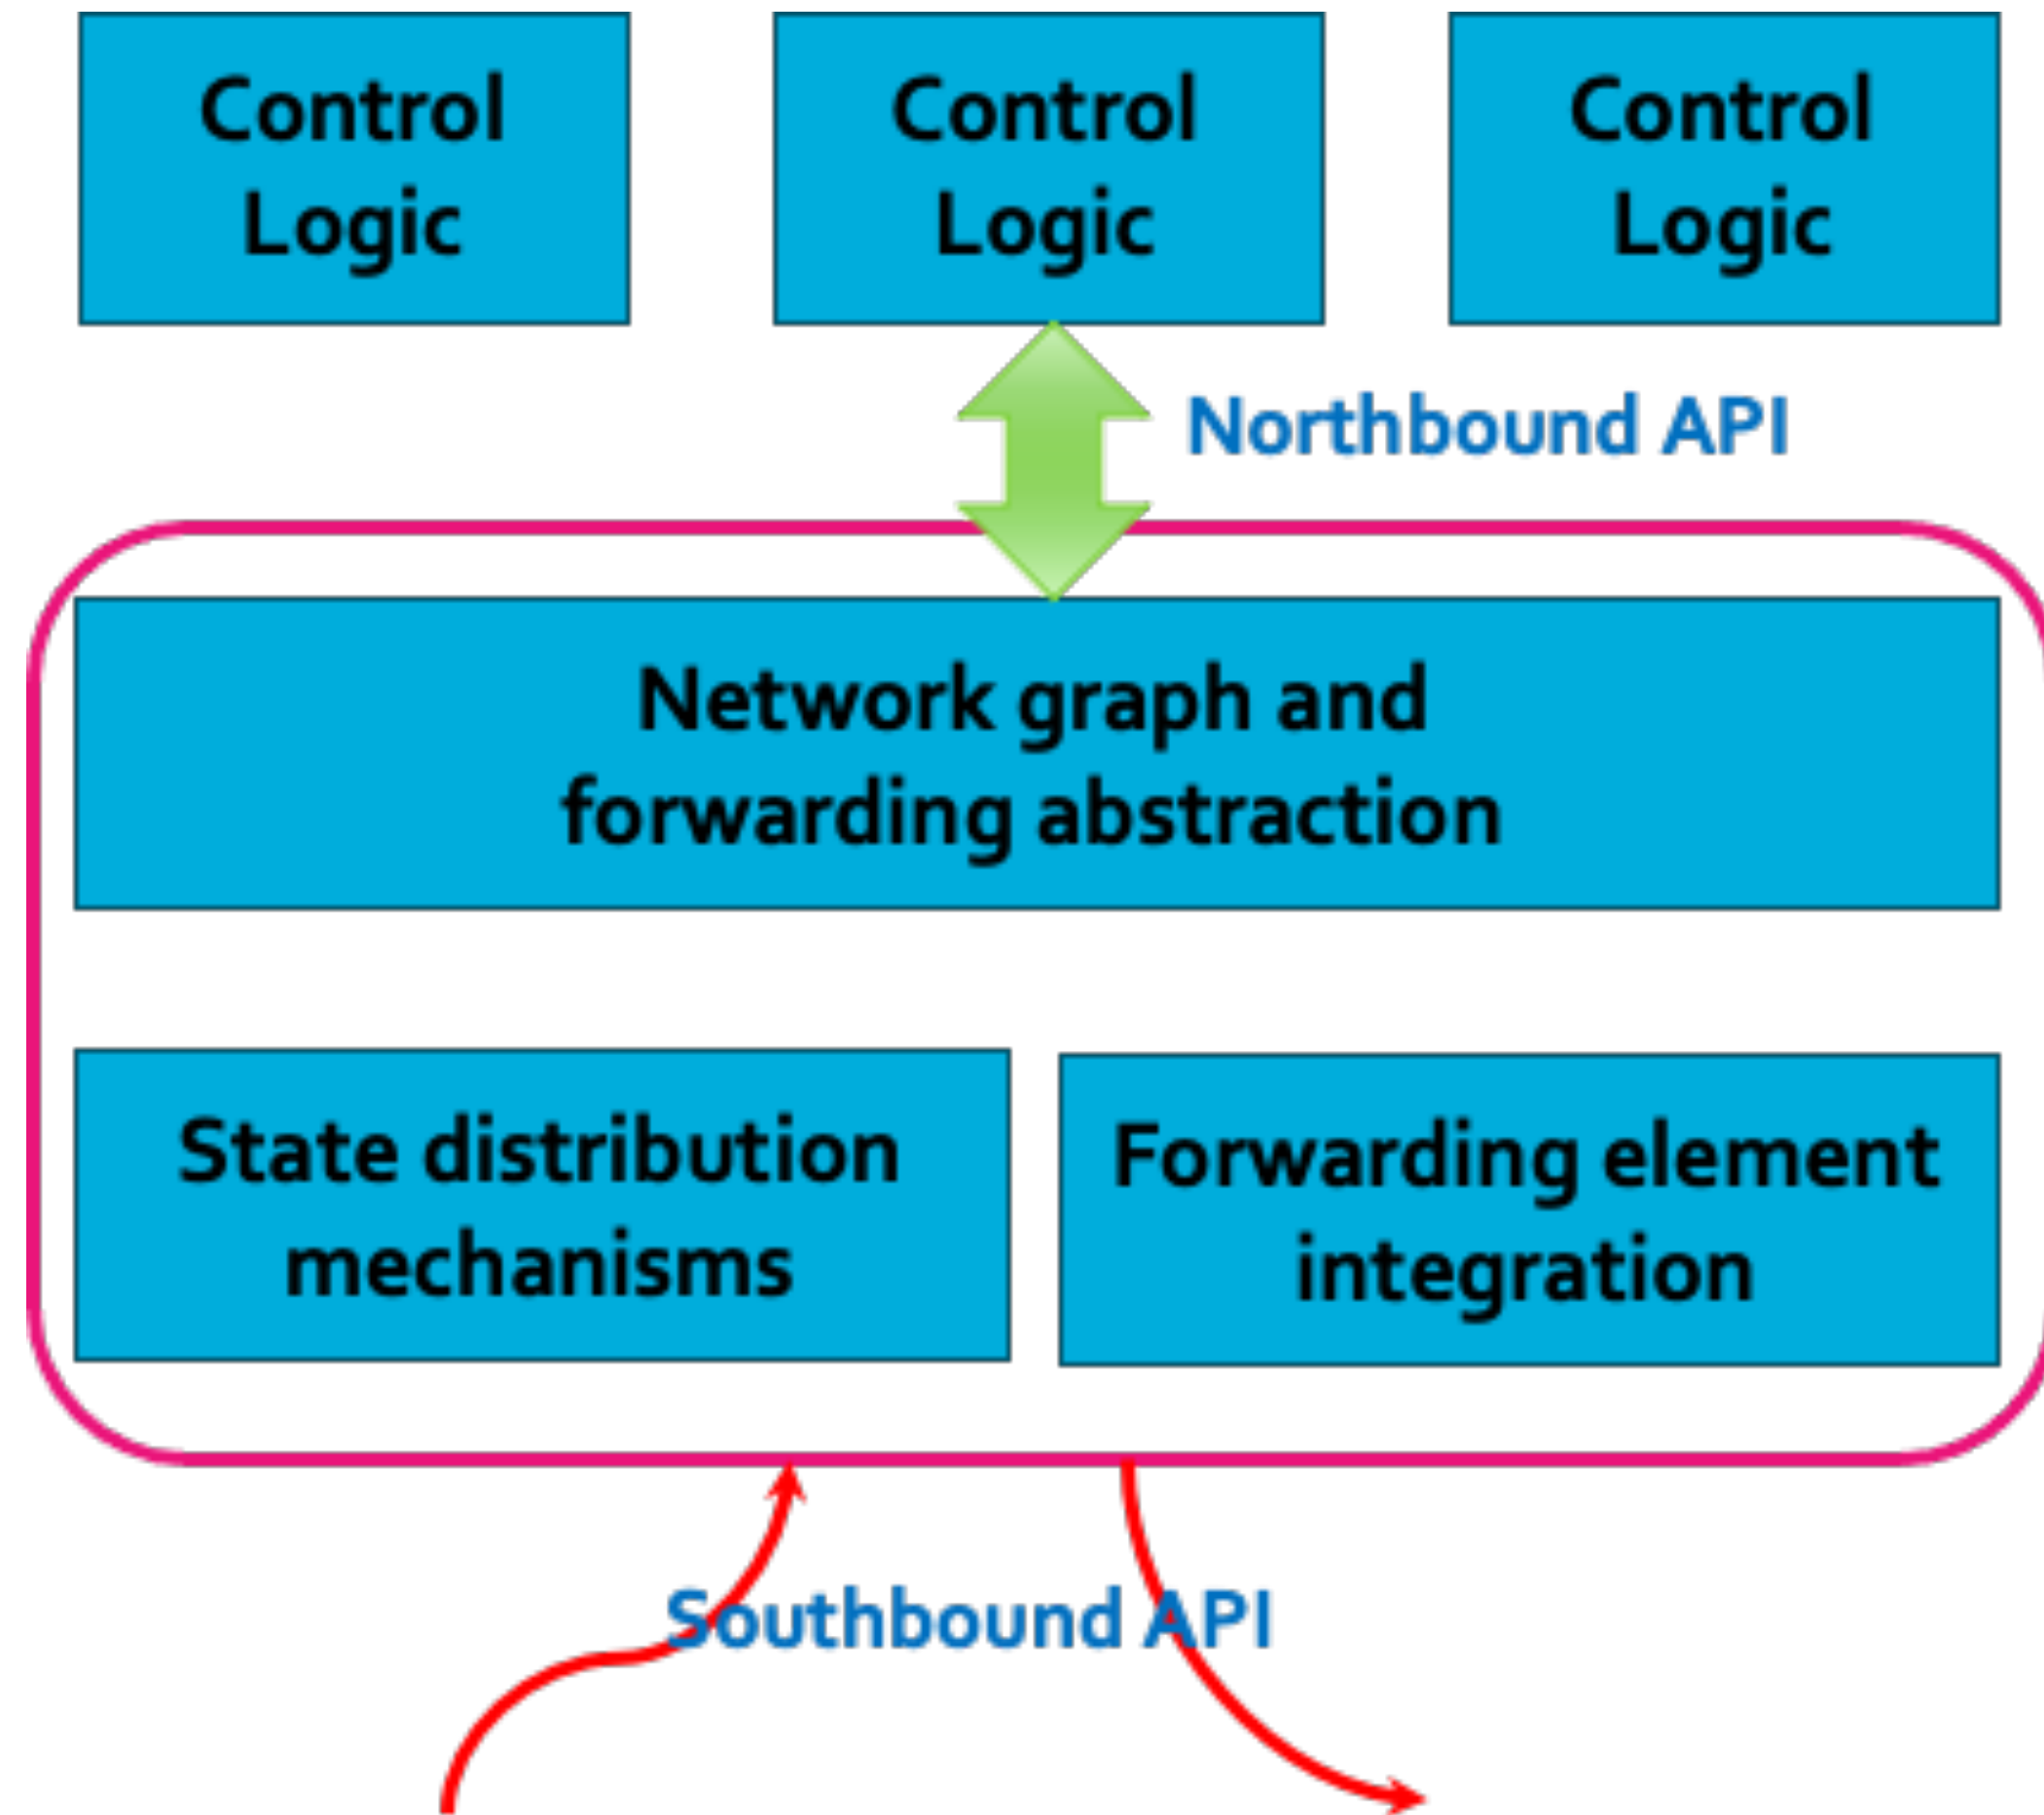 Control
Logic
Control
Logic
Control
Logic
Northbound API
Network graph and
forwarding abstraction
State distribution
mechanisms
Forwarding element
integration
Southbound API